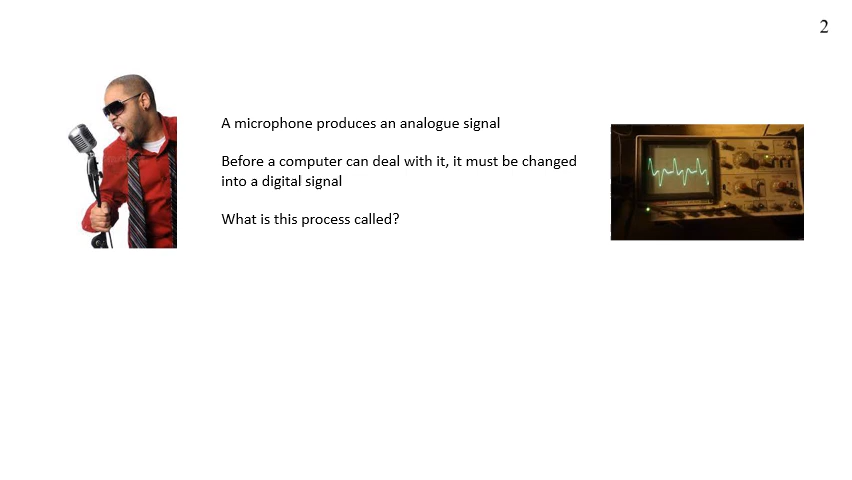 2
A microphone produces an analogue signal
Before a computer can deal with it, it must be changed
into a digital signal
What is this process called?